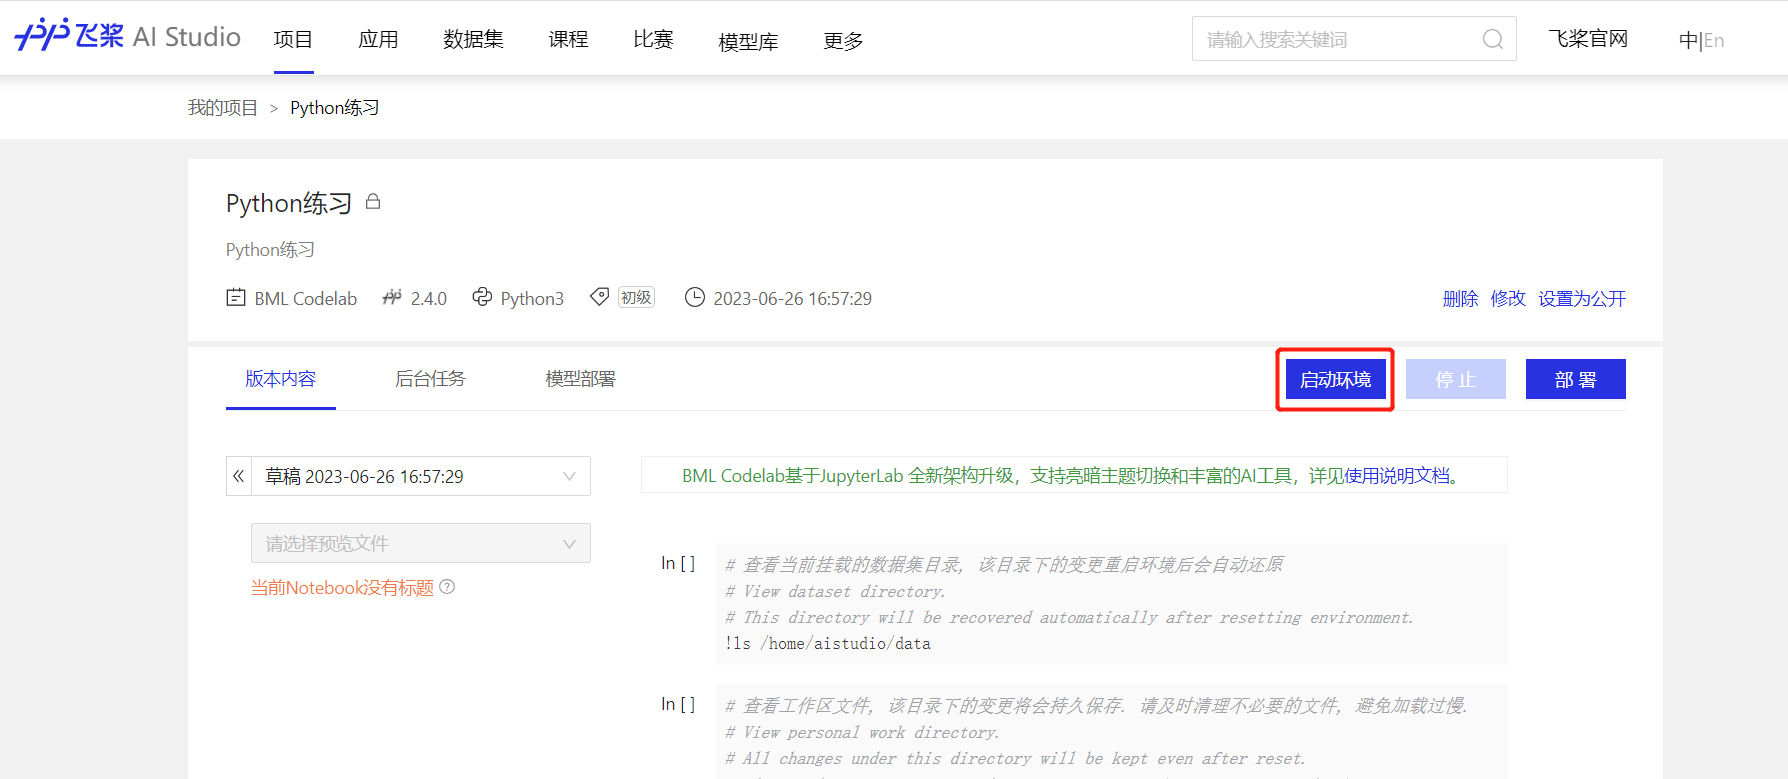 飞桨 AI Studio 项目 应用 数据集 课程 比赛 模型库 更多 请输入搜索关键词 飞桨官网 中|En
我的项目 > Python练习
Python练习
Python练习
BML Codelab 2.4.0 Python3 初级 2023-06-26 16:57:29 删除 修改 设置为公开
版本内容 后台任务 模型部署 启动环境 停止 部署
草稿 2023-06-26 16:57:29
BML Codelab基于JupyterLab 全新架构升级，支持亮暗主题切换和丰富的AI工具，详见使用说明文档。
请选择预览文件
当前Notebook没有标题
In [ ]
# 查看当前挂载的数据集目录, 该目录下的变更重启环境后会自动还原
# View dataset directory.
# This directory will be recovered automatically after resetting environment.
!ls /home/aistudio/data
In [ ]
# 查看工作区文件, 该目录下的变更将会持久保存. 请及时清理不必要的文件, 避免加载过慢.
# View personal work directory.
# All changes under this directory will be kept even after reset.